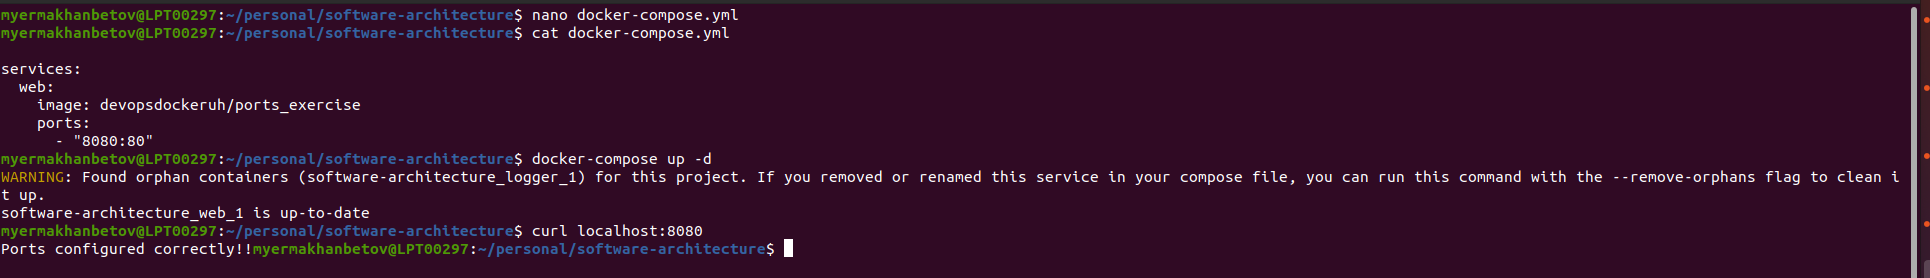 myermakhanbetov@LPT00297:~/personal/software-architecture$ nano docker-compose.yml
myermakhanbetov@LPT00297:~/personal/software-architecture$ cat docker-compose.yml
services:
  web:
    image: devopsdockeruh/ports_exercise
    ports:
      - "8080:80"
myermakhanbetov@LPT00297:~/personal/software-architecture$ docker-compose up -d
WARNING: Found orphan containers (software-architecture_logger_1) for this project. If you removed or renamed this service in your compose file, you can run this command with the --remove-orphans flag to clean i
t up.
software-architecture_web_1 is up-to-date
myermakhanbetov@LPT00297:~/personal/software-architecture$ curl localhost:8080
Ports configured correctly!!myermakhanbetov@LPT00297:~/personal/software-architecture$